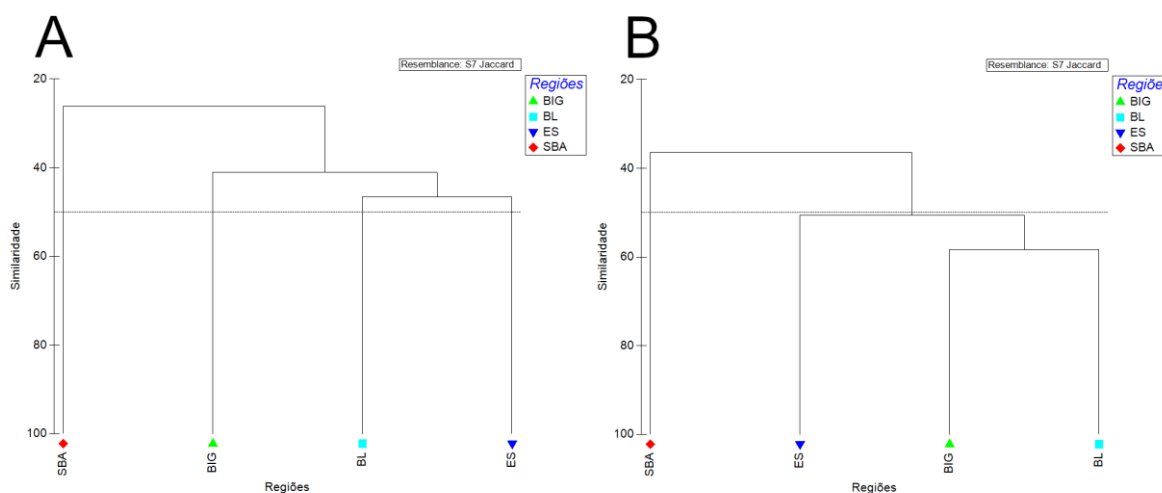 A
Resemblance: S7 Jaccard
Regiões
BIG
BL
ES
SBA
20
40
60
80
100
Similaridade
SBA
BIG
BL
ES
Regiões
B
Resemblance: S7 Jaccard
Regiões
BIG
BL
ES
SBA
20
40
60
80
100
Similaridade
SBA
ES
BIG
BL
Regiões